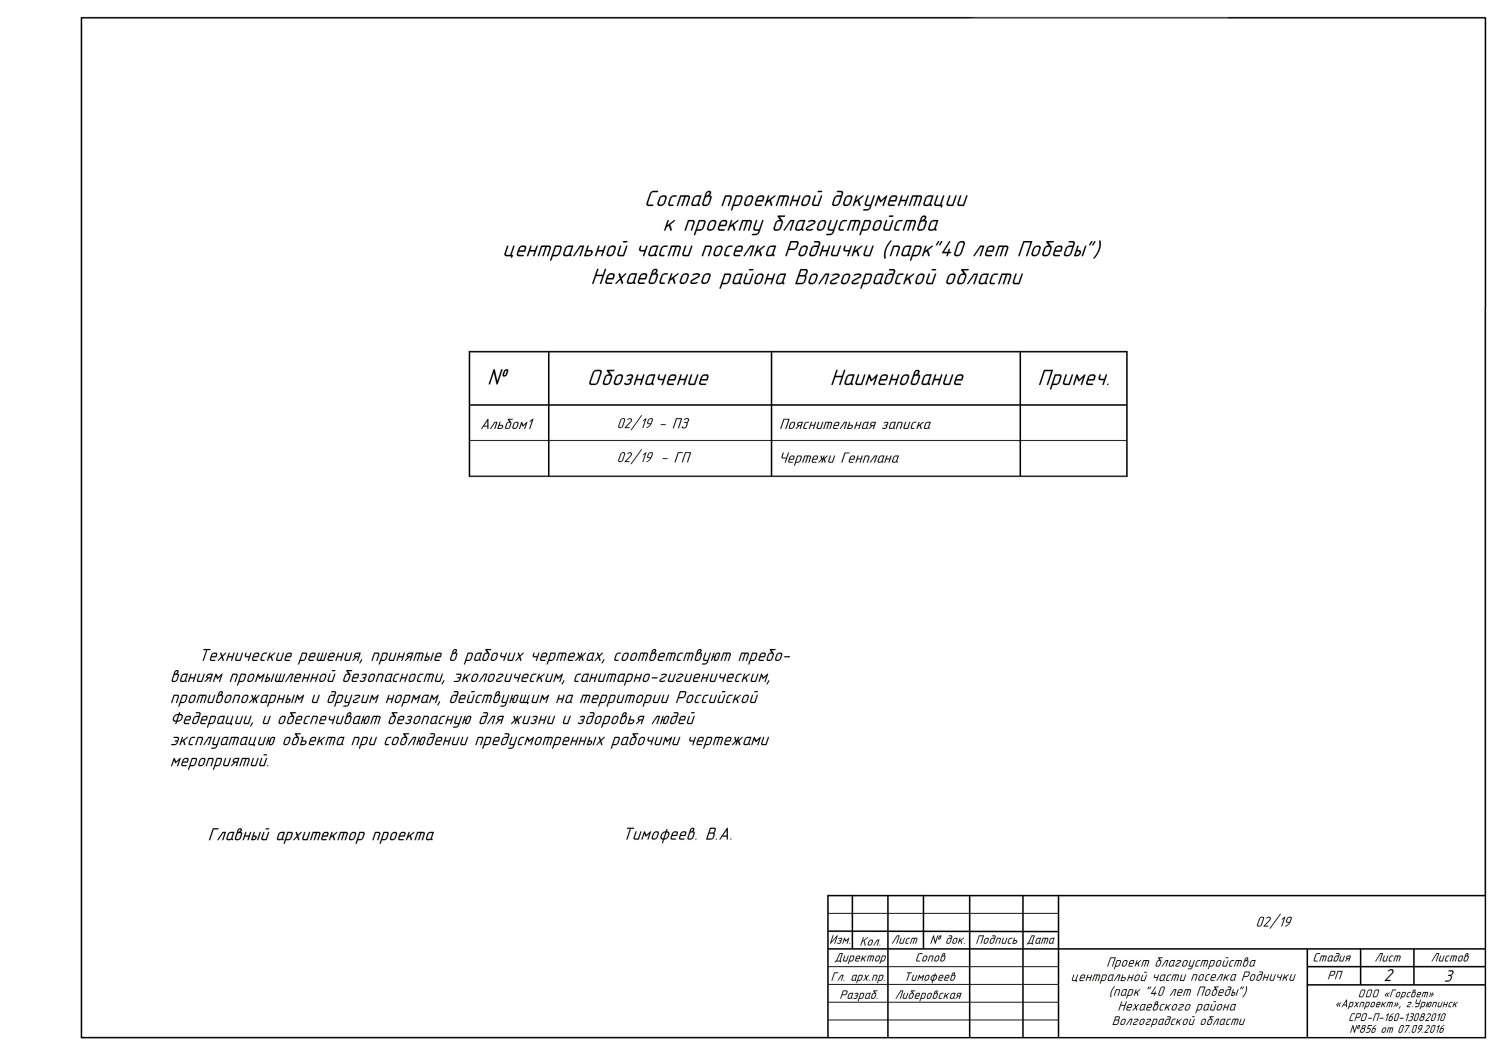 Состав проектной документации
к проекту благоустройства
центральной части поселка Роднички (парк"40 лет Победы")
Нехаевского района Волгоградской области
№ Обозначение Наименование Примеч.
Альбом1 02/19 - ПЗ Пояснительная записка
02/19 - ГП Чертежи Генплана
Технические решения, принятые в рабочих чертежах, соответствуют требо-
ваниям промышленной безопасности, экологическим, санитарно-гигиеническим,
противопожарным и другим нормам, действующим на территории Российской
Федерации, и обеспечивают безопасную для жизни и здоровья людей
эксплуатацию объекта при соблюдении предусмотренных рабочими чертежами
мероприятий.
Главный архитектор проекта Тимофеев. В.А.
02/19
Изм. Кол. Лист № док. Подпись Дата
Директор Сопов
Гл. арх.пр. Тимофеев
Разраб. Либеровская
Проект благоустройства
центральной части поселка Роднички
(парк "40 лет Победы")
Нехаевского района
Волгоградской области
Стадия Лист Листов
РП 2 3
ООО «Горсвет»
«Архпроект», г.Урюпинск
СРО-П-160-13082010
№856 от 07.09.2016